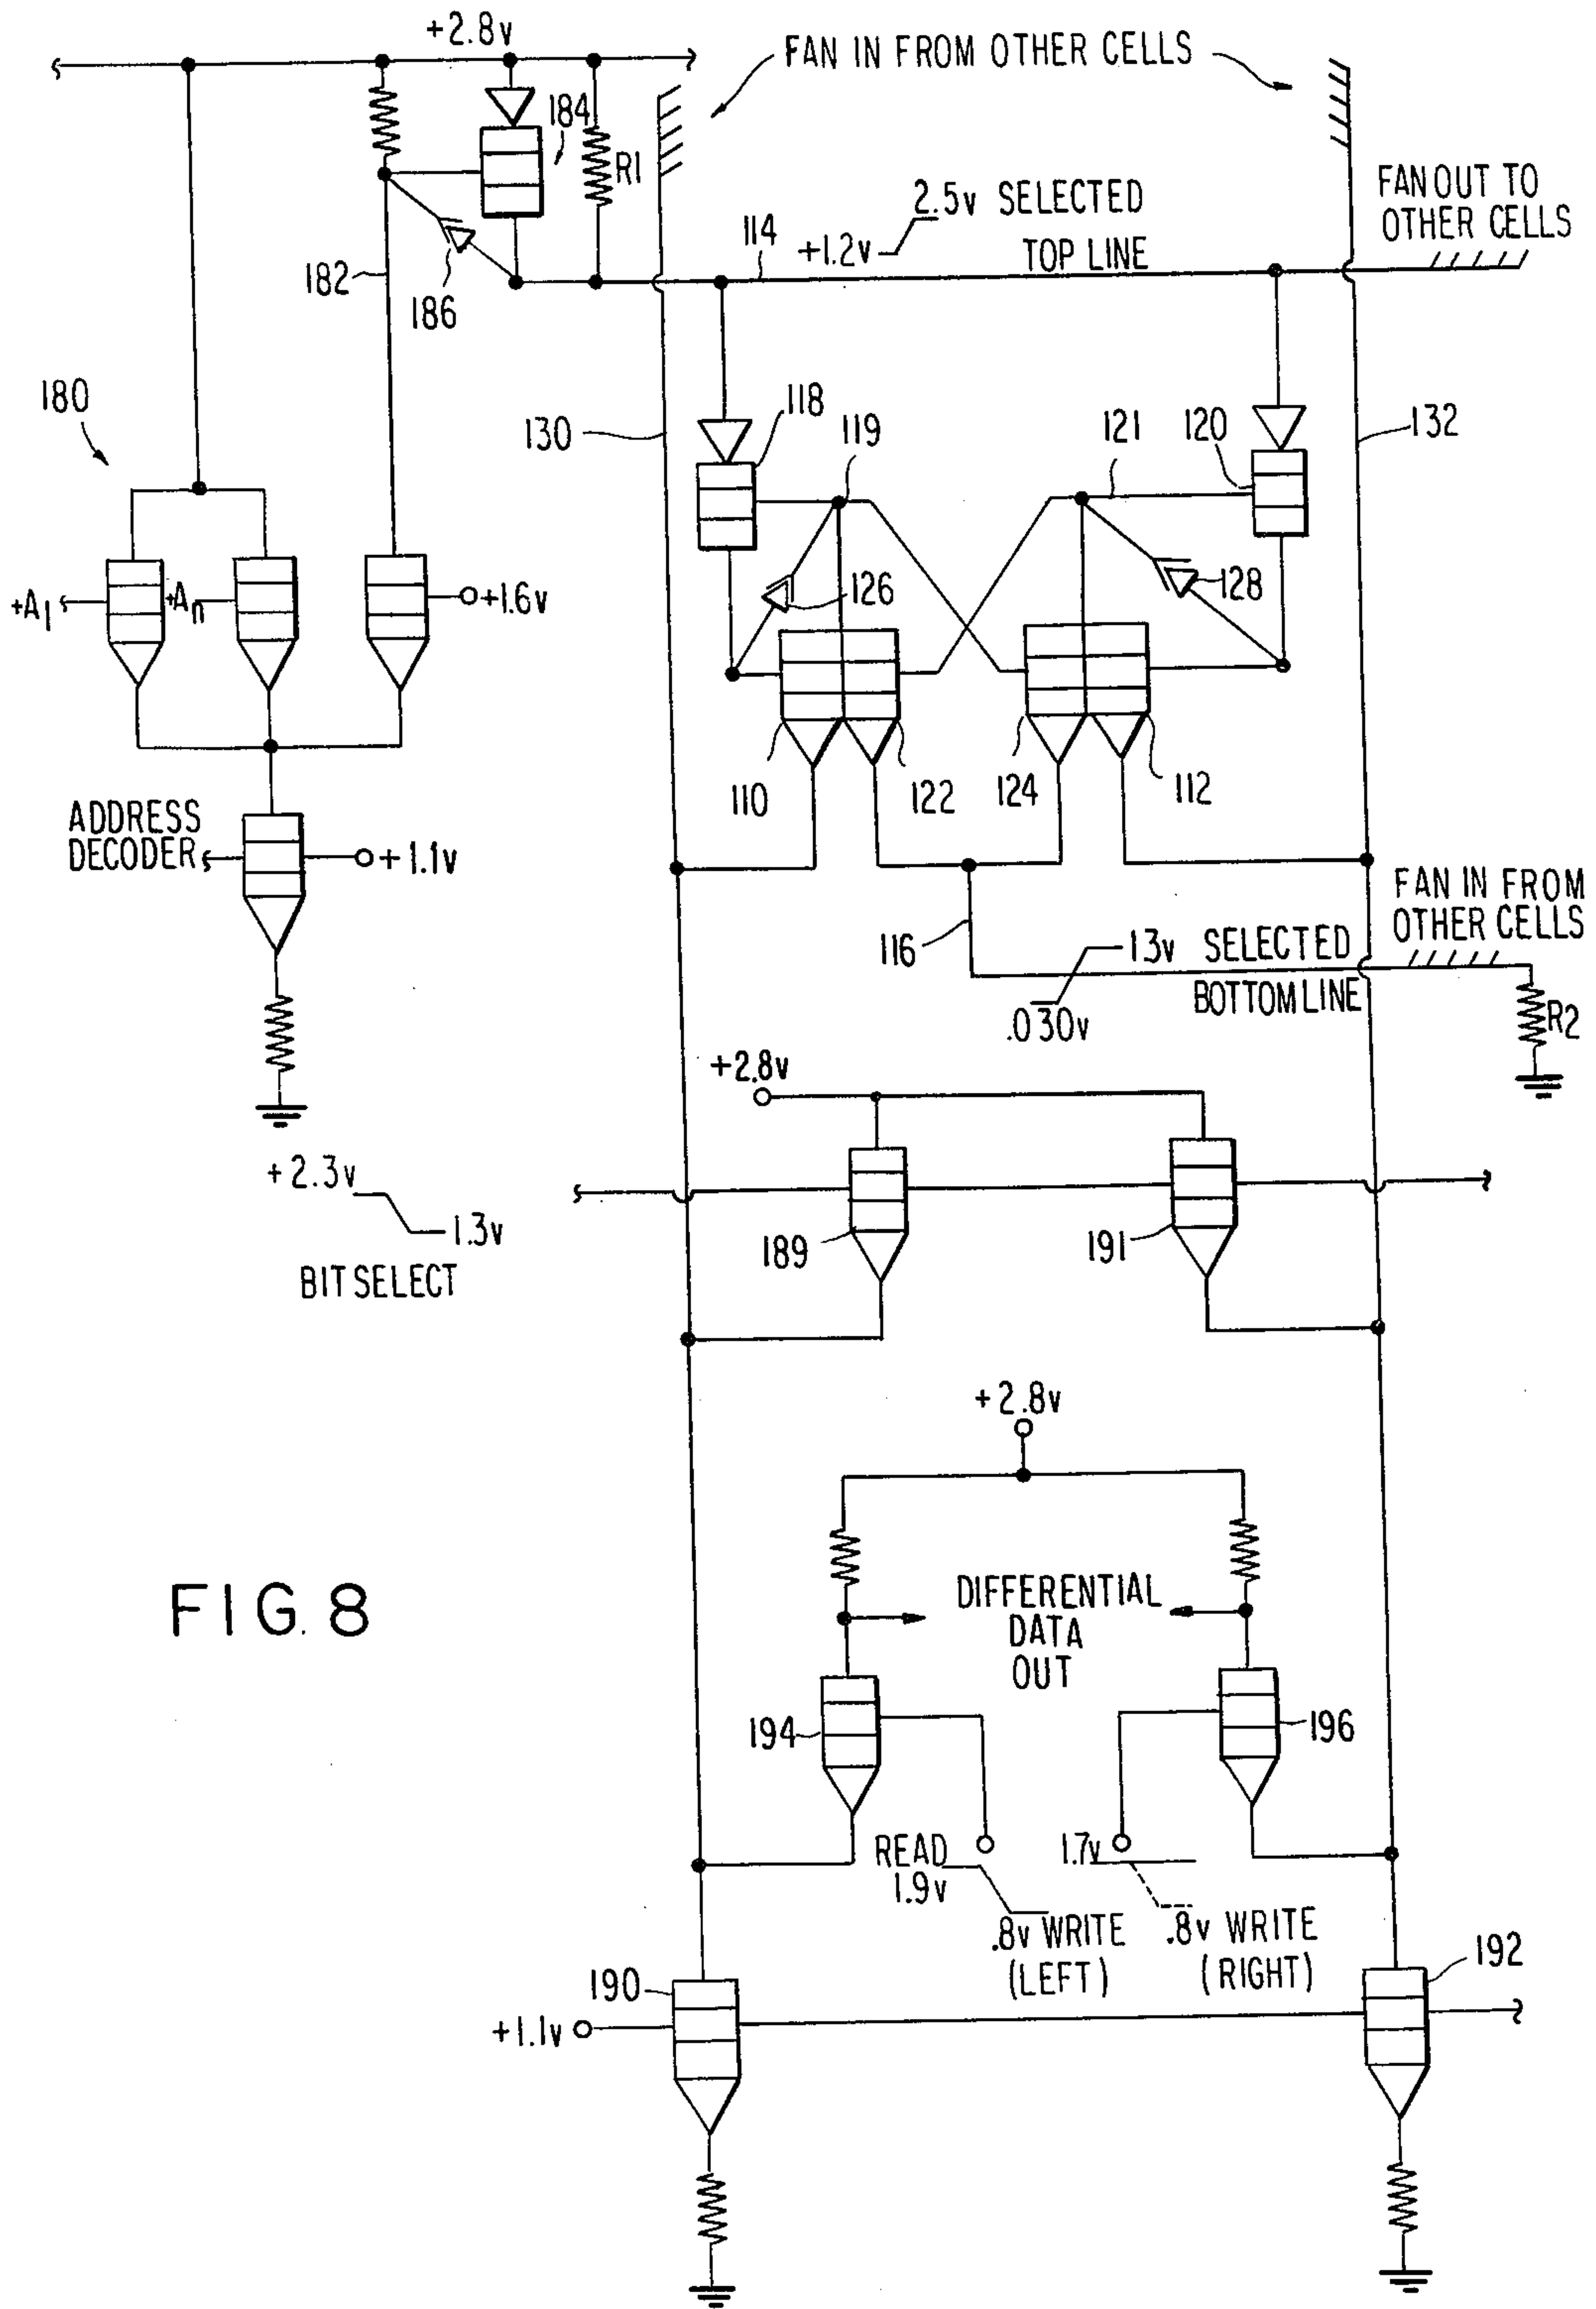 +2.8v
FAN IN FROM OTHER CELLS
184
R1
FAN OUT TO
OTHER CELLS
2.5v SELECTED
114
+1.2v
TOP LINE
182
186
180
118
119
121
120
130
132
+A1
+An
+1.6v
126
128
ADDRESS
DECODER
+1.1v
110
122
124
112
FAN IN FROM
OTHER CELLS
116
13v SELECTED
BOTTOM LINE
.030v
R2
+2.8v
+2.3v
1.3v
BIT SELECT
189
191
+2.8v
FIG. 8
DIFFERENTIAL
DATA
OUT
194
196
READ
1.9v
1.7v
.8v WRITE
(LEFT)
.8v WRITE
(RIGHT)
190
192
+1.1v